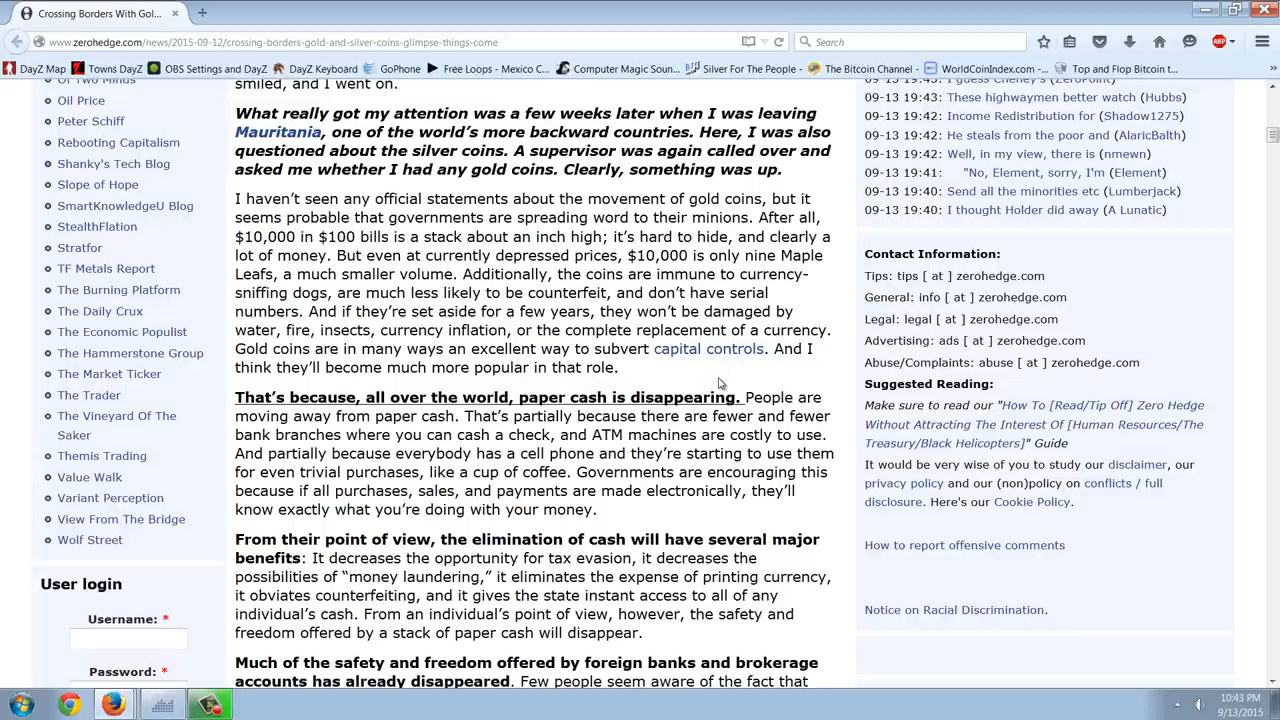 Crossing Borders With Gol...
www.zerohedge.com/news/2015-09-12/crossing-borders-gold-and-silver-coins-glimpse-things-come
Search
ABP
DayZ Map
Towns DayZ
OBS Settings and DayZ
DayZ Keyboard
GoPhone
Free Loops - Mexico C...
Computer Magic Soun...
Silver For The People -
The Bitcoin Channel -
WorldCoinIndex.com -...
Top and Flop Bitcoin t...
Of Two Minds
Oil Price
Peter Schiff
Rebooting Capitalism
Shanky's Tech Blog
Slope of Hope
SmartKnowledgeU Blog
StealthFlation
Stratfor
TF Metals Report
The Burning Platform
The Daily Crux
The Economic Populist
The Hammerstone Group
The Market Ticker
The Trader
The Vineyard Of The
Saker
Themis Trading
Value Walk
Variant Perception
View From The Bridge
Wolf Street
User login
Username: *
Password: *
smiled, and I went on.
What really got my attention was a few weeks later when I was leaving
Mauritania, one of the world’s more backward countries. Here, I was also
questioned about the silver coins. A supervisor was again called over and
asked me whether I had any gold coins. Clearly, something was up.
I haven’t seen any official statements about the movement of gold coins, but it
seems probable that governments are spreading word to their minions. After all,
$10,000 in $100 bills is a stack about an inch high; it’s hard to hide, and clearly a
lot of money. But even at currently depressed prices, $10,000 is only nine Maple
Leafs, a much smaller volume. Additionally, the coins are immune to currency-
sniffing dogs, are much less likely to be counterfeit, and don’t have serial
numbers. And if they’re set aside for a few years, they won’t be damaged by
water, fire, insects, currency inflation, or the complete replacement of a currency.
Gold coins are in many ways an excellent way to subvert capital controls. And I
think they’ll become much more popular in that role.
That’s because, all over the world, paper cash is disappearing. People are
moving away from paper cash. That’s partially because there are fewer and fewer
bank branches where you can cash a check, and ATM machines are costly to use.
And partially because everybody has a cell phone and they’re starting to use them
for even trivial purchases, like a cup of coffee. Governments are encouraging this
because if all purchases, sales, and payments are made electronically, they’ll
know exactly what you’re doing with your money.
From their point of view, the elimination of cash will have several major
benefits: It decreases the opportunity for tax evasion, it decreases the
possibilities of “money laundering,” it eliminates the expense of printing currency,
it obviates counterfeiting, and it gives the state instant access to all of any
individual’s cash. From an individual’s point of view, however, the safety and
freedom offered by a stack of paper cash will disappear.
Much of the safety and freedom offered by foreign banks and brokerage
accounts has already disappeared. Few people seem aware of the fact that
09-13 19:43: I guess Cheney's (ZeroPoint)
09-13 19:43: These highwaymen better watch (Hubbs)
09-13 19:42: Income Redistribution for (Shadow1275)
09-13 19:42: He steals from the poor and (AlaricBalth)
09-13 19:42: Well, in my view, there is (nmewn)
09-13 19:41: "No, Element, sorry, I'm (Element)
09-13 19:40: Send all the minorities etc (Lumberjack)
09-13 19:40: I thought Holder did away (A Lunatic)
Contact Information:
Tips: tips [ at ] zerohedge.com
General: info [ at ] zerohedge.com
Legal: legal [ at ] zerohedge.com
Advertising: ads [ at ] zerohedge.com
Abuse/Complaints: abuse [ at ] zerohedge.com
Suggested Reading:
Make sure to read our "How To [Read/Tip Off] Zero Hedge
Without Attracting The Interest Of [Human Resources/The
Treasury/Black Helicopters]" Guide
It would be very wise of you to study our disclaimer, our
privacy policy and our (non)policy on conflicts / full
disclosure. Here's our Cookie Policy.
How to report offensive comments
Notice on Racial Discrimination.
10:43 PM
9/13/2015